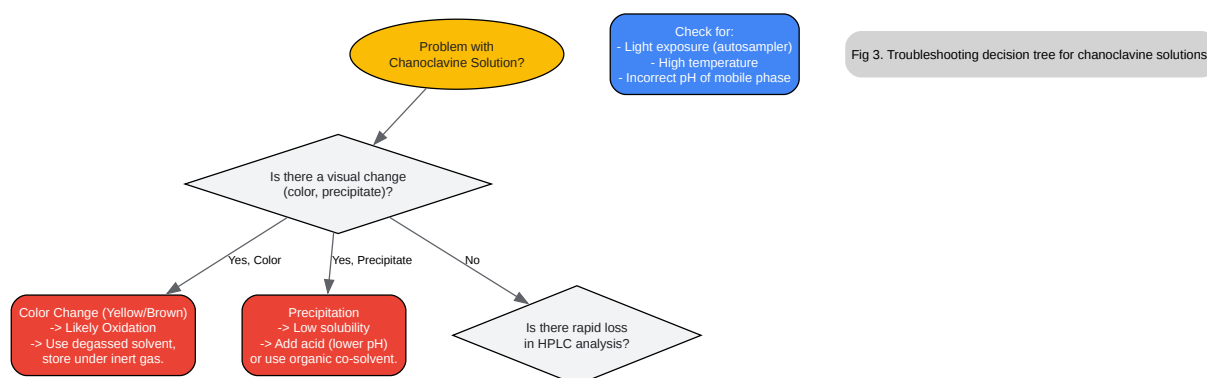 Problem with
Chanoclavine Solution?
Check for:
- Light exposure (autosampler)
- High temperature
- Incorrect pH of mobile phase
Fig 3. Troubleshooting decision tree for chanoclavine solutions
Is there a visual change
(color, precipitate)?
Yes, Color
Yes, Precipitate
No
Color Change (Yellow/Brown)
-> Likely Oxidation
-> Use degassed solvent,
store under inert gas.
Precipitation
-> Low solubility
-> Add acid (lower pH)
or use organic co-solvent.
Is there rapid loss
in HPLC analysis?